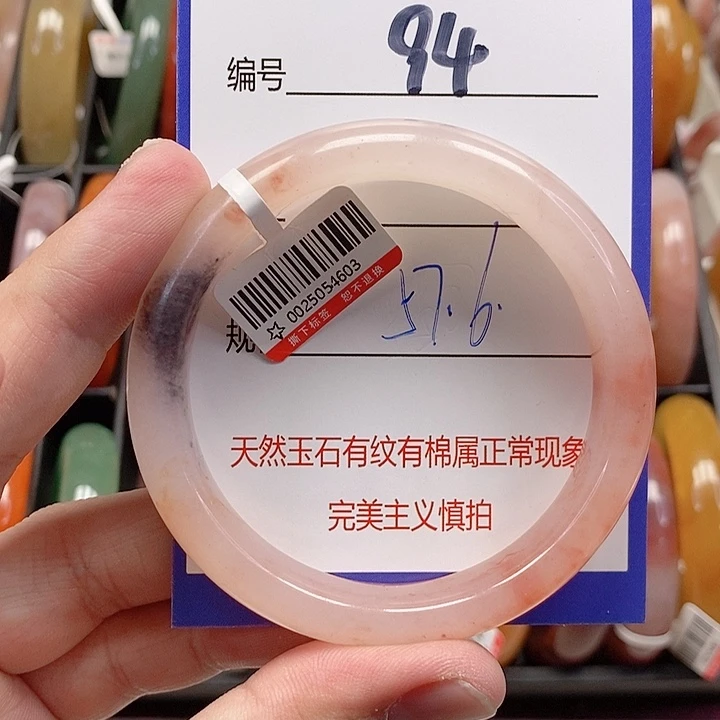 编号 94
0025054603
撕下标签 恕不退换
规
57.6
天然玉石有纹有棉属正常现象
完美主义慎拍